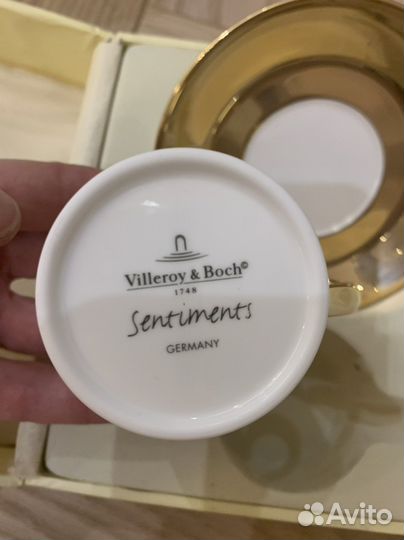 Villeroy & Boch©
1748
Sentiments
GERMANY
Avito